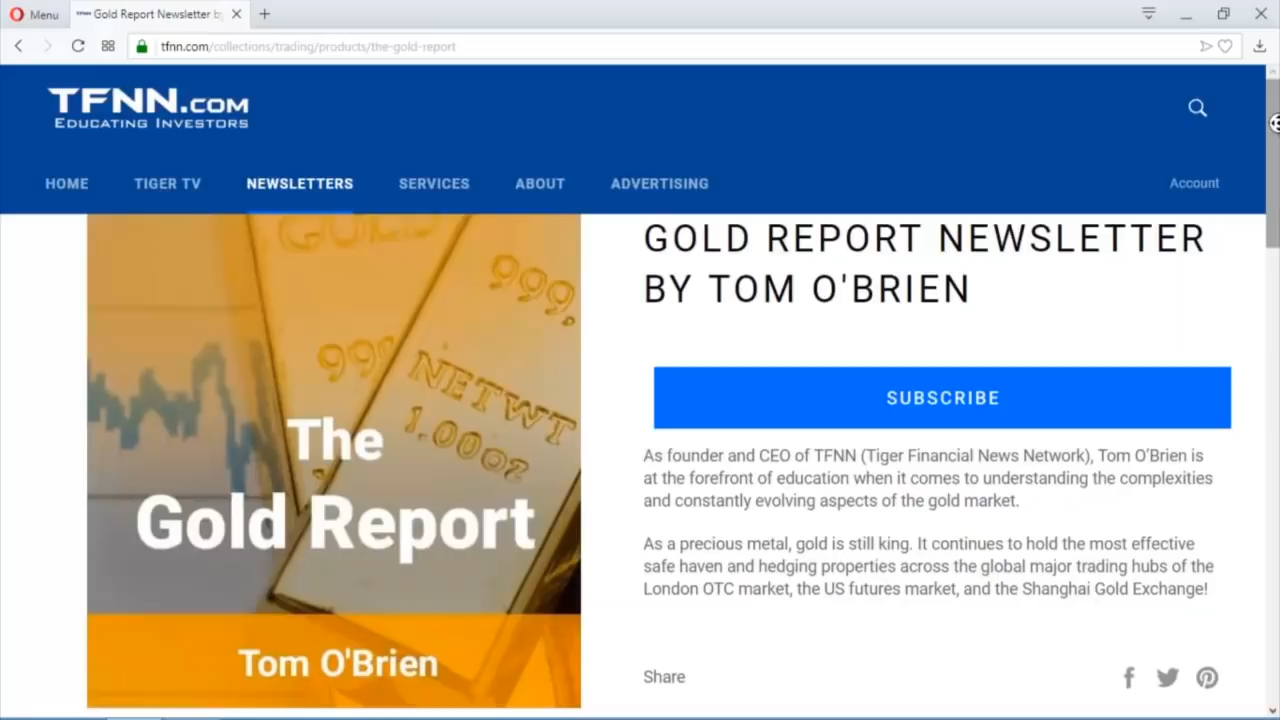 Menu
TFNN Gold Report Newsletter b
tfnn.com/collections/trading/products/the-gold-report
TFNN.COM
EDUCATING INVESTORS
HOME TIGER TV NEWSLETTERS SERVICES ABOUT ADVERTISING Account
GOLD
999,
999
NETWT
1.00oz
The
Gold Report
Tom O'Brien
GOLD REPORT NEWSLETTER
BY TOM O'BRIEN
SUBSCRIBE
As founder and CEO of TFNN (Tiger Financial News Network), Tom O'Brien is
at the forefront of education when it comes to understanding the complexities
and constantly evolving aspects of the gold market.
As a precious metal, gold is still king. It continues to hold the most effective
safe haven and hedging properties across the global major trading hubs of the
London OTC market, the US futures market, and the Shanghai Gold Exchange!
Share